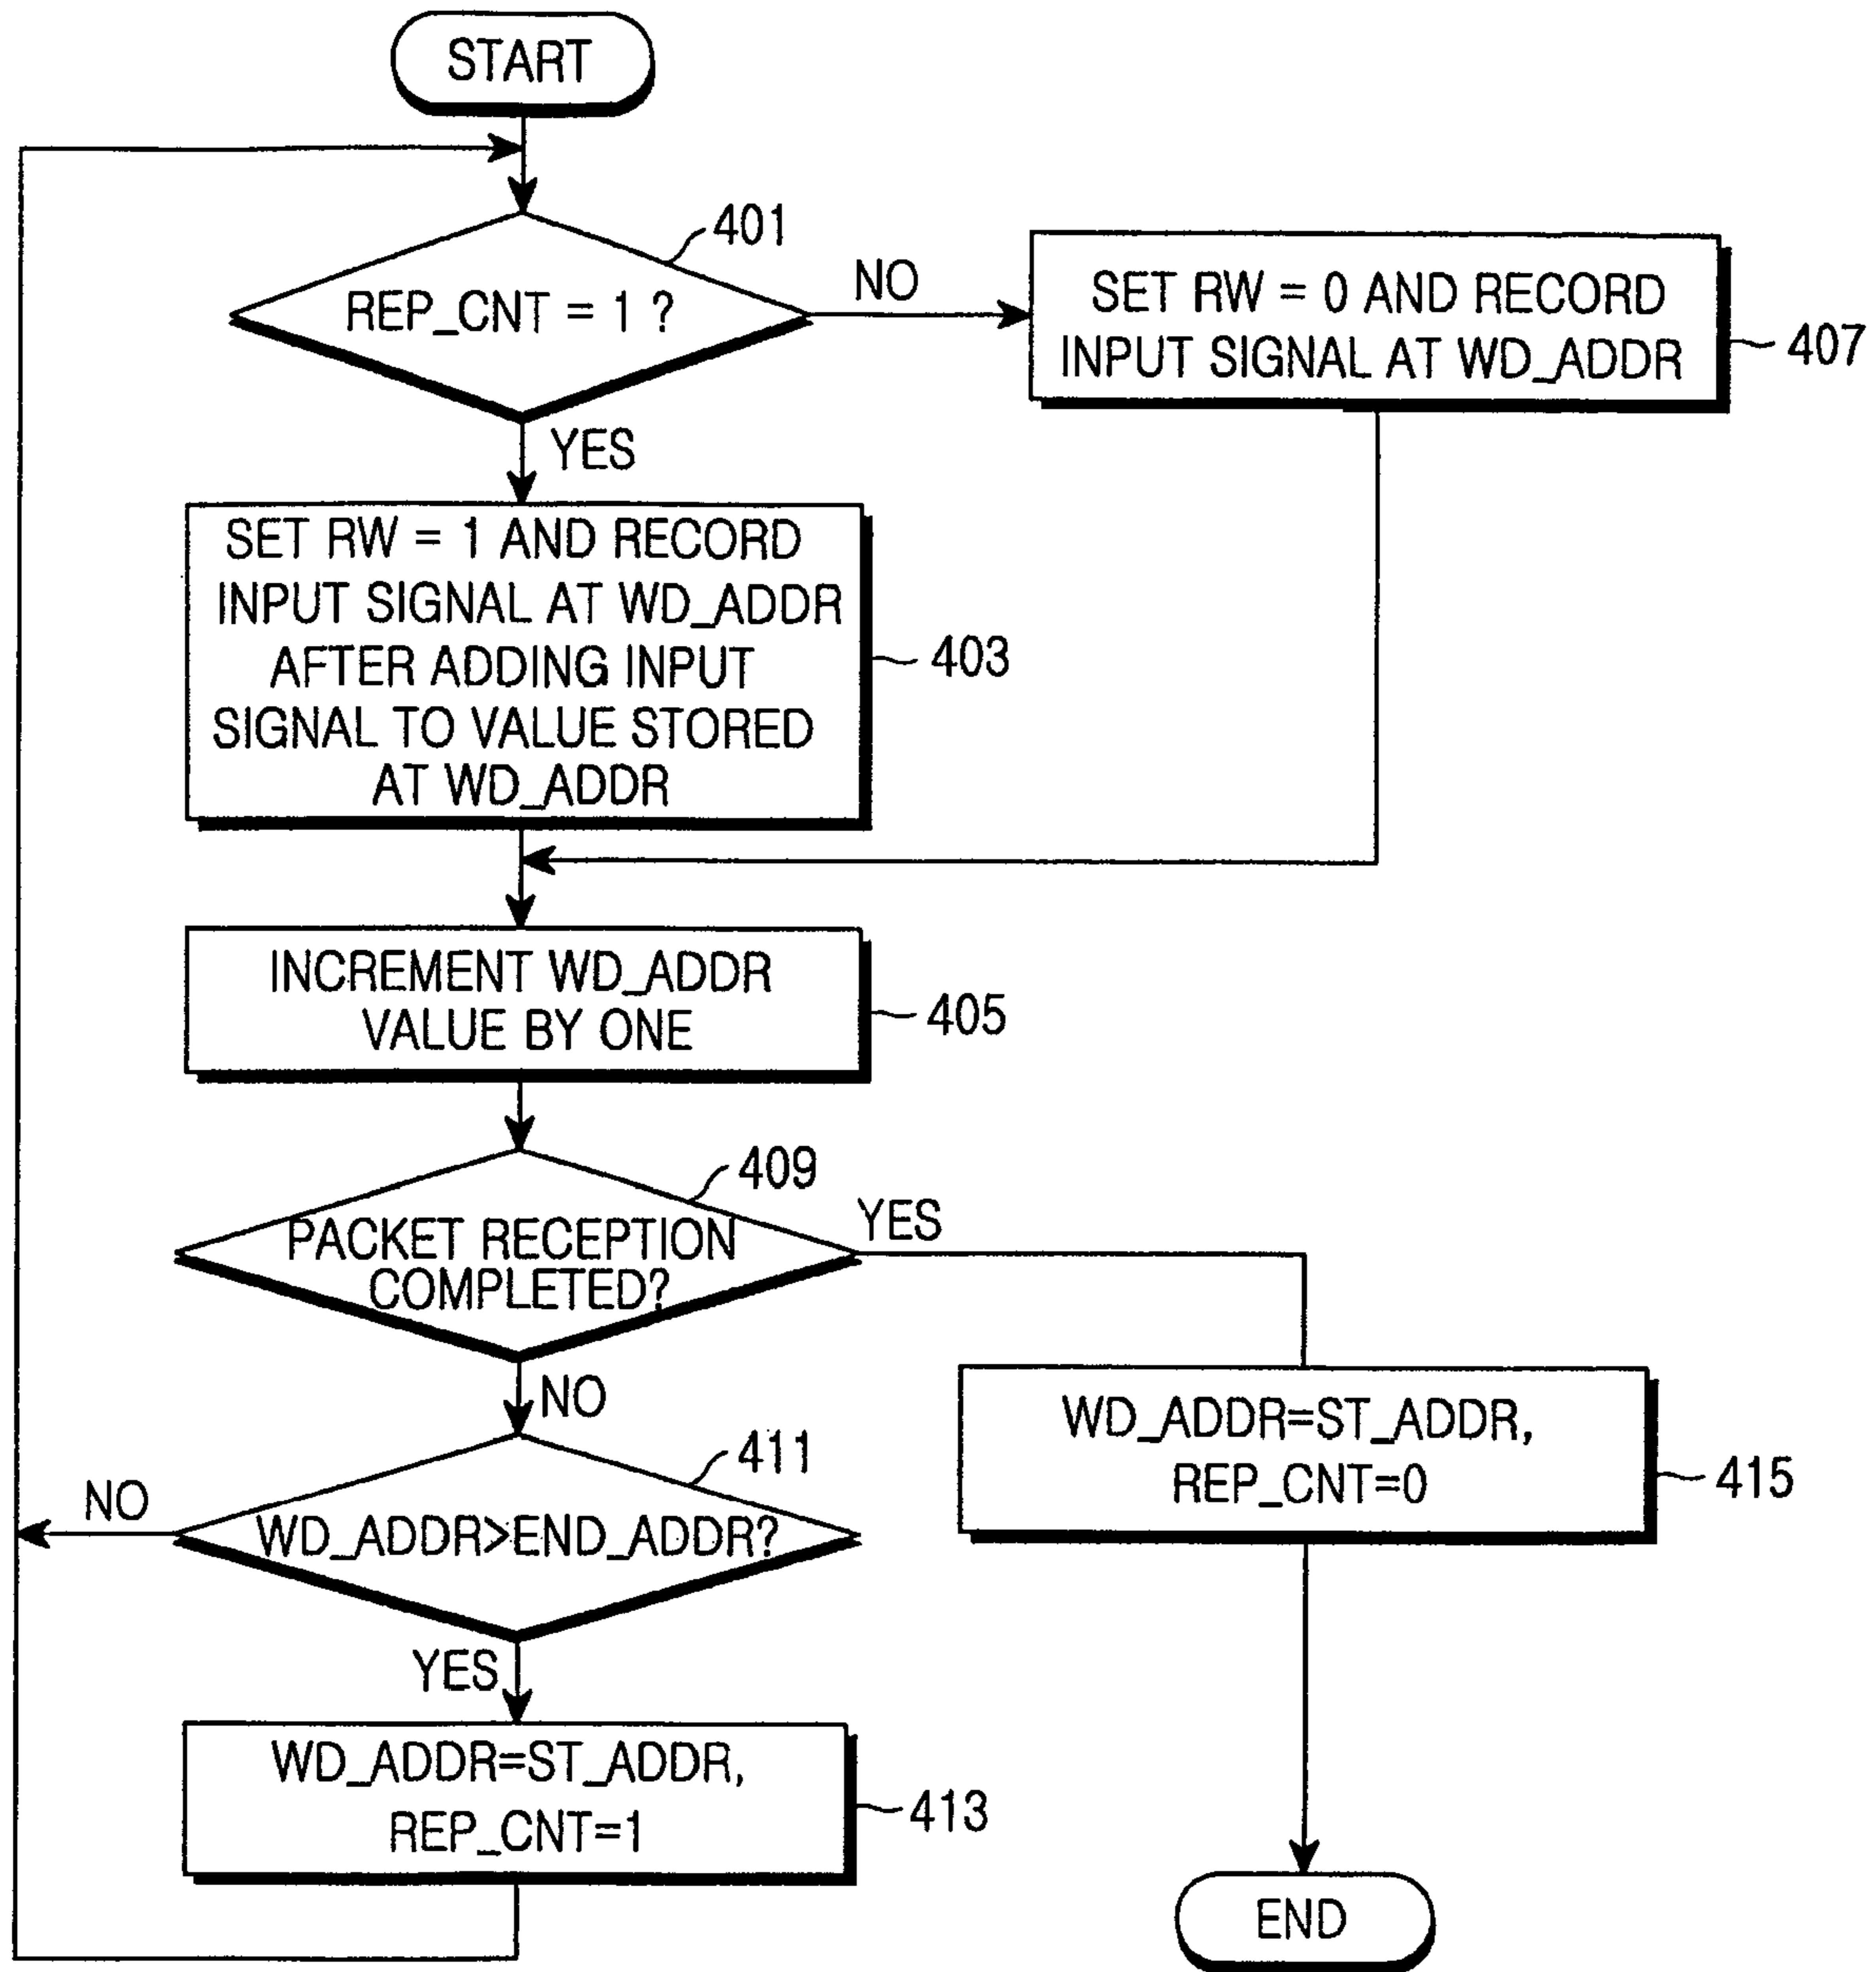 START
401
REP_CNT = 1 ?
NO
SET RW = 0 AND RECORD
INPUT SIGNAL AT WD_ADDR
407
YES
SET RW = 1 AND RECORD
INPUT SIGNAL AT WD_ADDR
AFTER ADDING INPUT
SIGNAL TO VALUE STORED
AT WD_ADDR
403
INCREMENT WD_ADDR
VALUE BY ONE
405
409
PACKET RECEPTION
COMPLETED?
YES
NO
411
WD_ADDR>END_ADDR?
NO
WD_ADDR=ST_ADDR,
REP_CNT=0
415
YES
WD_ADDR=ST_ADDR,
REP_CNT=1
413
END